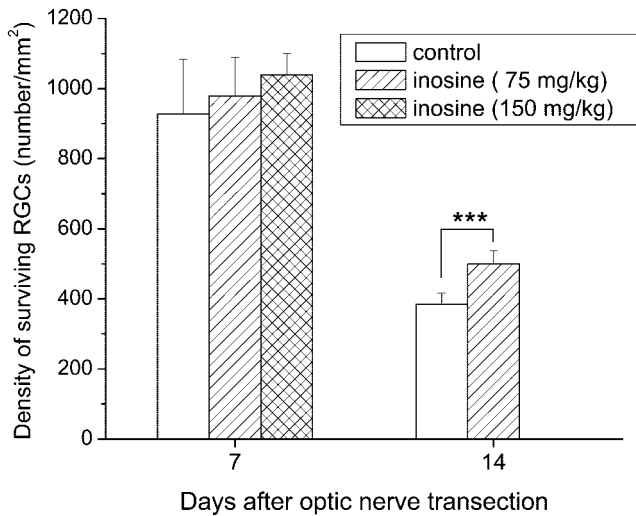 Density of surviving RGCs (number/mm²)
1200
1000
800
600
400
200
0
control
inosine ( 75 mg/kg)
inosine (150 mg/kg)
***
7
14
Days after optic nerve transection